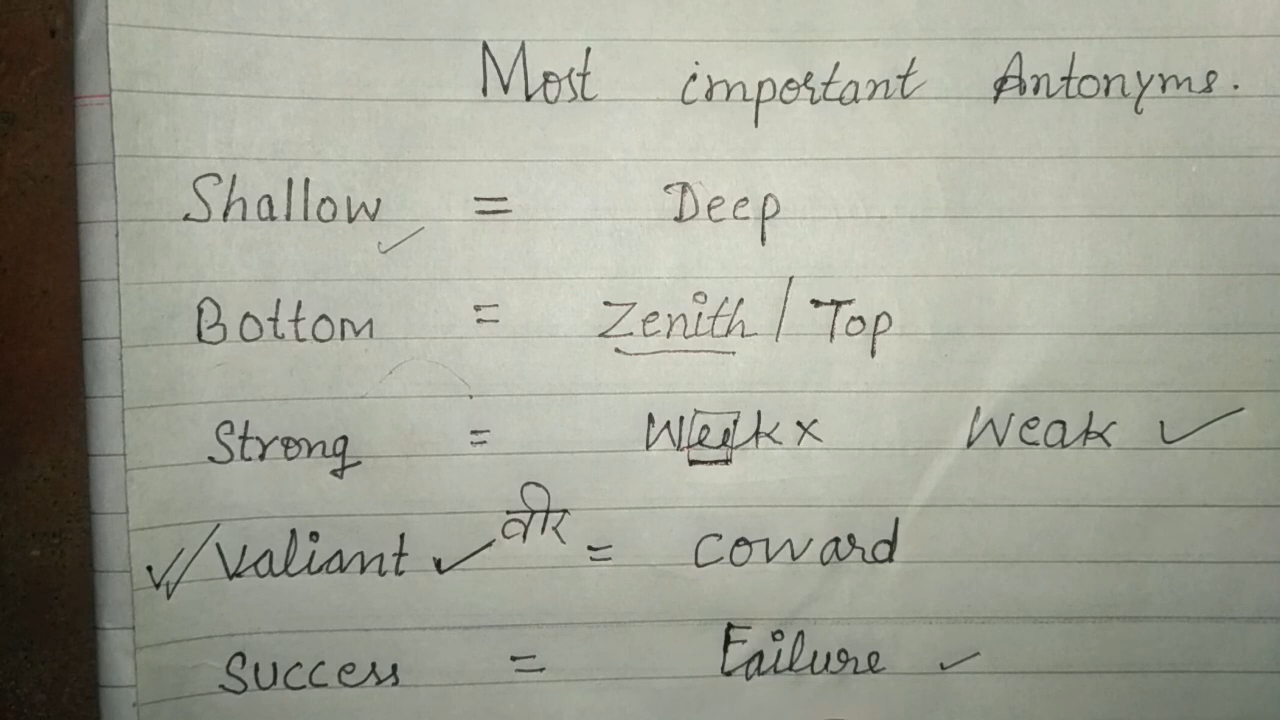 Most important Antonyms.
Shallow = Deep
Bottom = Zenith / Top
Strong = Week x Weak ✓
Valiant ✓ वीर = Coward
Success = Failure ✓